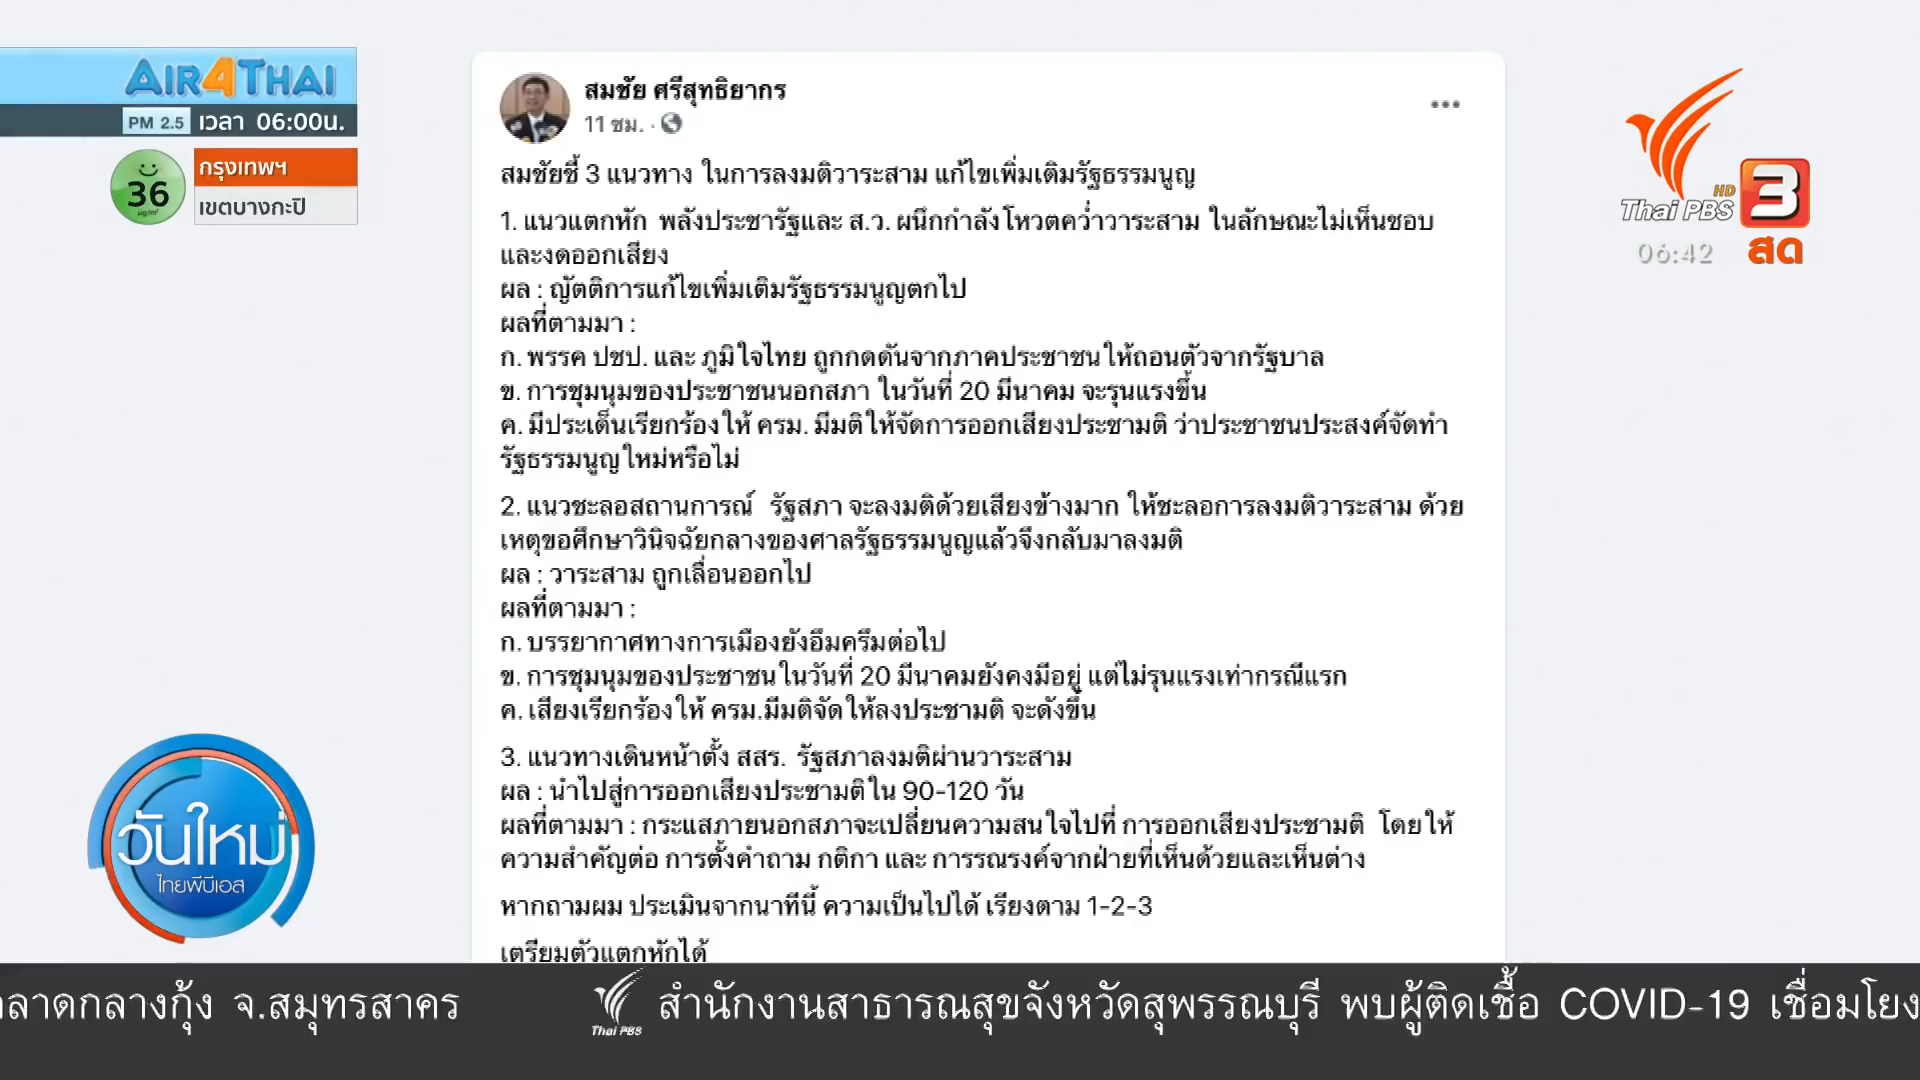 AIR4THAI
PM 2.5 เวลา 06:00น.
36
µg/m³
กรุงเทพฯ
เขตบางกะปิ
สมชัย ศรีสุทธิยากร
11 ชม. ·
สมชัยชี้ 3 แนวทาง ในการลงมติวาระสาม แก้ไขเพิ่มเติมรัฐธรรมนูญ
1. แนวแตกหัก พลังประชารัฐและ ส.ว. ผนึกกำลังโหวตคว่ำวาระสาม ในลักษณะไม่เห็นชอบ
และงดออกเสียง
ผล : ญัตติการแก้ไขเพิ่มเติมรัฐธรรมนูญตกไป
ผลที่ตามมา :
ก. พรรค ปชป. และ ภูมิใจไทย ถูกกดดันจากภาคประชาชนให้ถอนตัวจากรัฐบาล
ข. การชุมนุมของประชาชนนอกสภา ในวันที่ 20 มีนาคม จะรุนแรงขึ้น
ค. มีประเด็นเรียกร้องให้ ครม. มีมติให้จัดการออกเสียงประชามติ ว่าประชาชนประสงค์จัดทำ
รัฐธรรมนูญใหม่หรือไม่
2. แนวชะลอสถานการณ์ รัฐสภา จะลงมติด้วยเสียงข้างมาก ให้ชะลอการลงมติวาระสาม ด้วย
เหตุขอศึกษาวินิจฉัยกลางของศาลรัฐธรรมนูญแล้วจึงกลับมาลงมติ
ผล : วาระสาม ถูกเลื่อนออกไป
ผลที่ตามมา :
ก. บรรยากาศทางการเมืองยังอึมครึมต่อไป
ข. การชุมนุมของประชาชนในวันที่ 20 มีนาคมยังคงมีอยู่ แต่ไม่รุนแรงเท่ากรณีแรก
ค. เสียงเรียกร้องให้ ครม.มีมติจัดให้ลงประชามติ จะดังขึ้น
3. แนวทางเดินหน้าตั้ง สสร. รัฐสภาลงมติผ่านวาระสาม
ผล : นำไปสู่การออกเสียงประชามติใน 90-120 วัน
ผลที่ตามมา : กระแสภายนอกสภาจะเปลี่ยนความสนใจไปที่ การออกเสียงประชามติ โดยให้
ความสำคัญต่อ การตั้งคำถาม กติกา และ การรณรงค์จากฝ่ายที่เห็นด้วยและเห็นต่าง
หากถามผม ประเมินจากนาทีนี้ ความเป็นไปได้ เรียงตาม 1-2-3
เตรียมตัวแตกหักได้
Thai PBS HD 3
06:42 สด
วันใหม่
ไทยพีบีเอส
ตลาดกลางกุ้ง จ.สมุทรสาคร Thai PBS สำนักงานสาธารณสุขจังหวัดสุพรรณบุรี พบผู้ติดเชื้อ COVID-19 เชื่อมโยง